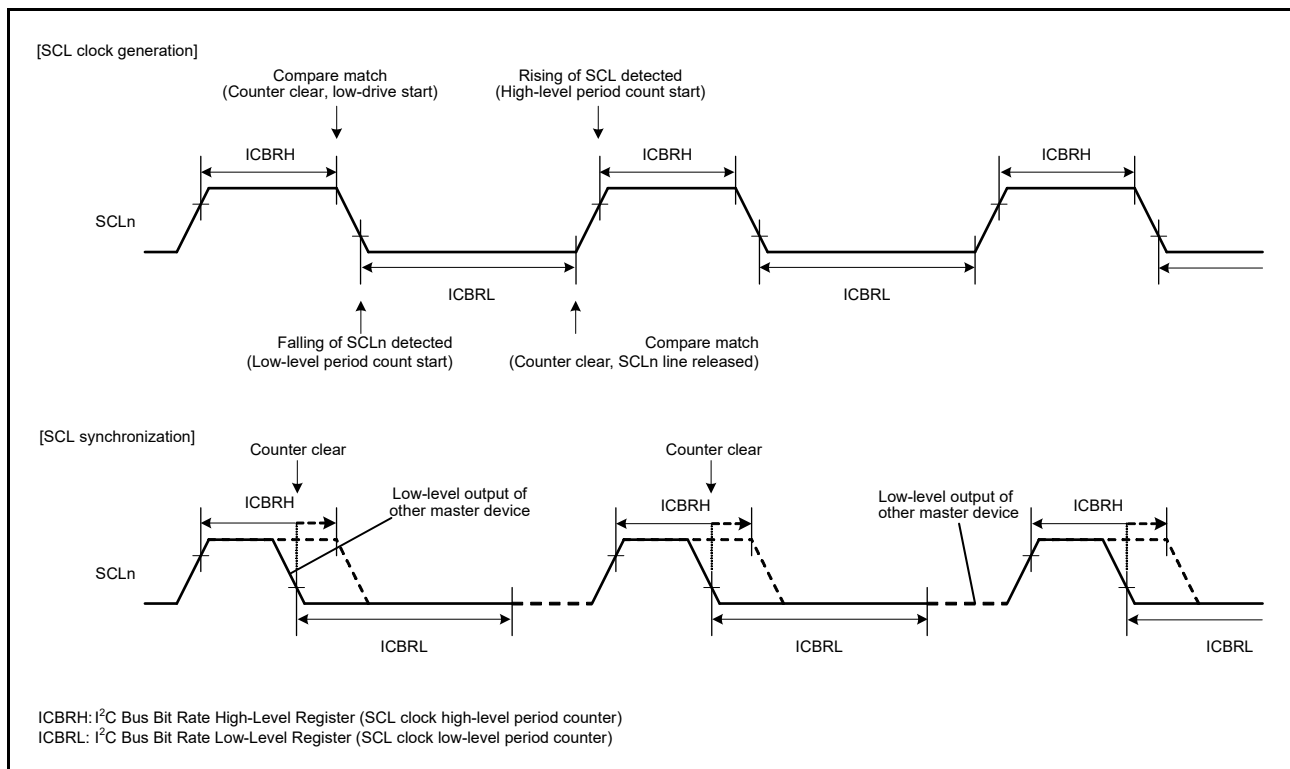 [SCL clock generation]
Compare match
(Counter clear, low-drive start)
Rising of SCL detected
(High-level period count start)
ICBRH
ICBRH
ICBRH
SCLn
ICBRL
ICBRL
Falling of SCLn detected
(Low-level period count start)
Compare match
(Counter clear, SCLn line released)
[SCL synchronization]
Counter clear
Counter clear
ICBRH
Low-level output of
other master device
ICBRH
Low-level output of
other master device
ICBRH
SCLn
ICBRL
ICBRL
ICBRL
ICBRH: I²C Bus Bit Rate High-Level Register (SCL clock high-level period counter)
ICBRL: I²C Bus Bit Rate Low-Level Register (SCL clock low-level period counter)